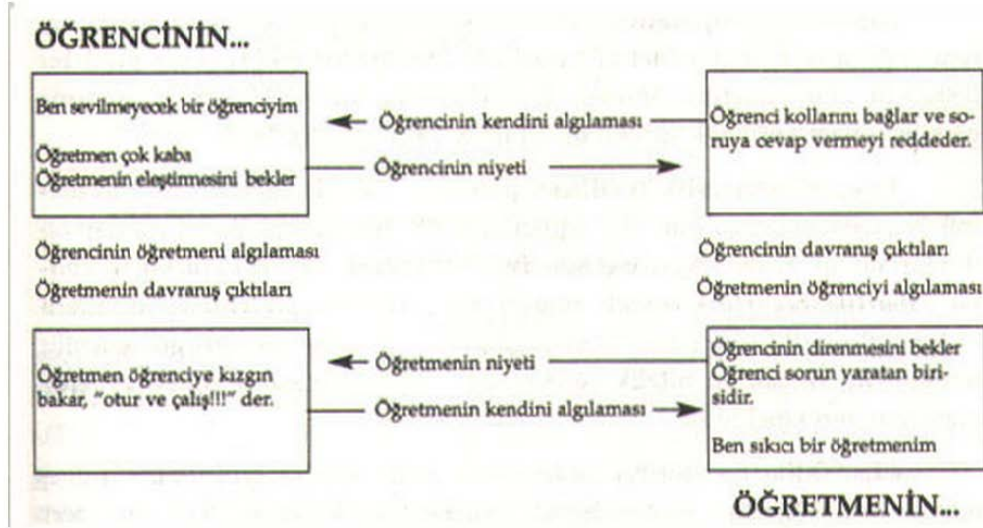 ÖĞRENCİNİN...
Ben sevilmeyecek bir öğrenciyim
Öğretmen çok kaba
Öğretmenin eleştirmesini bekler
Öğrencinin kendini algılaması
Öğrencinin niyeti
Öğrenci kollarını bağlar ve so-
ruya cevap vermeyi reddeder.
Öğrencinin öğretmeni algılaması
Öğretmenin davranış çıktıları
Öğrencinin davranış çıktıları
Öğretmenin öğrenciyi algılaması
Öğretmen öğrenciye kızgın
bakar, "otur ve çalış!!!" der.
Öğretmenin niyeti
Öğretmenin kendini algılaması
Öğrencinin direnmesini bekler
Öğrenci sorun yaratan biri-
sidir.
Ben sıkıcı bir öğretmenim
ÖĞRETMENİN...